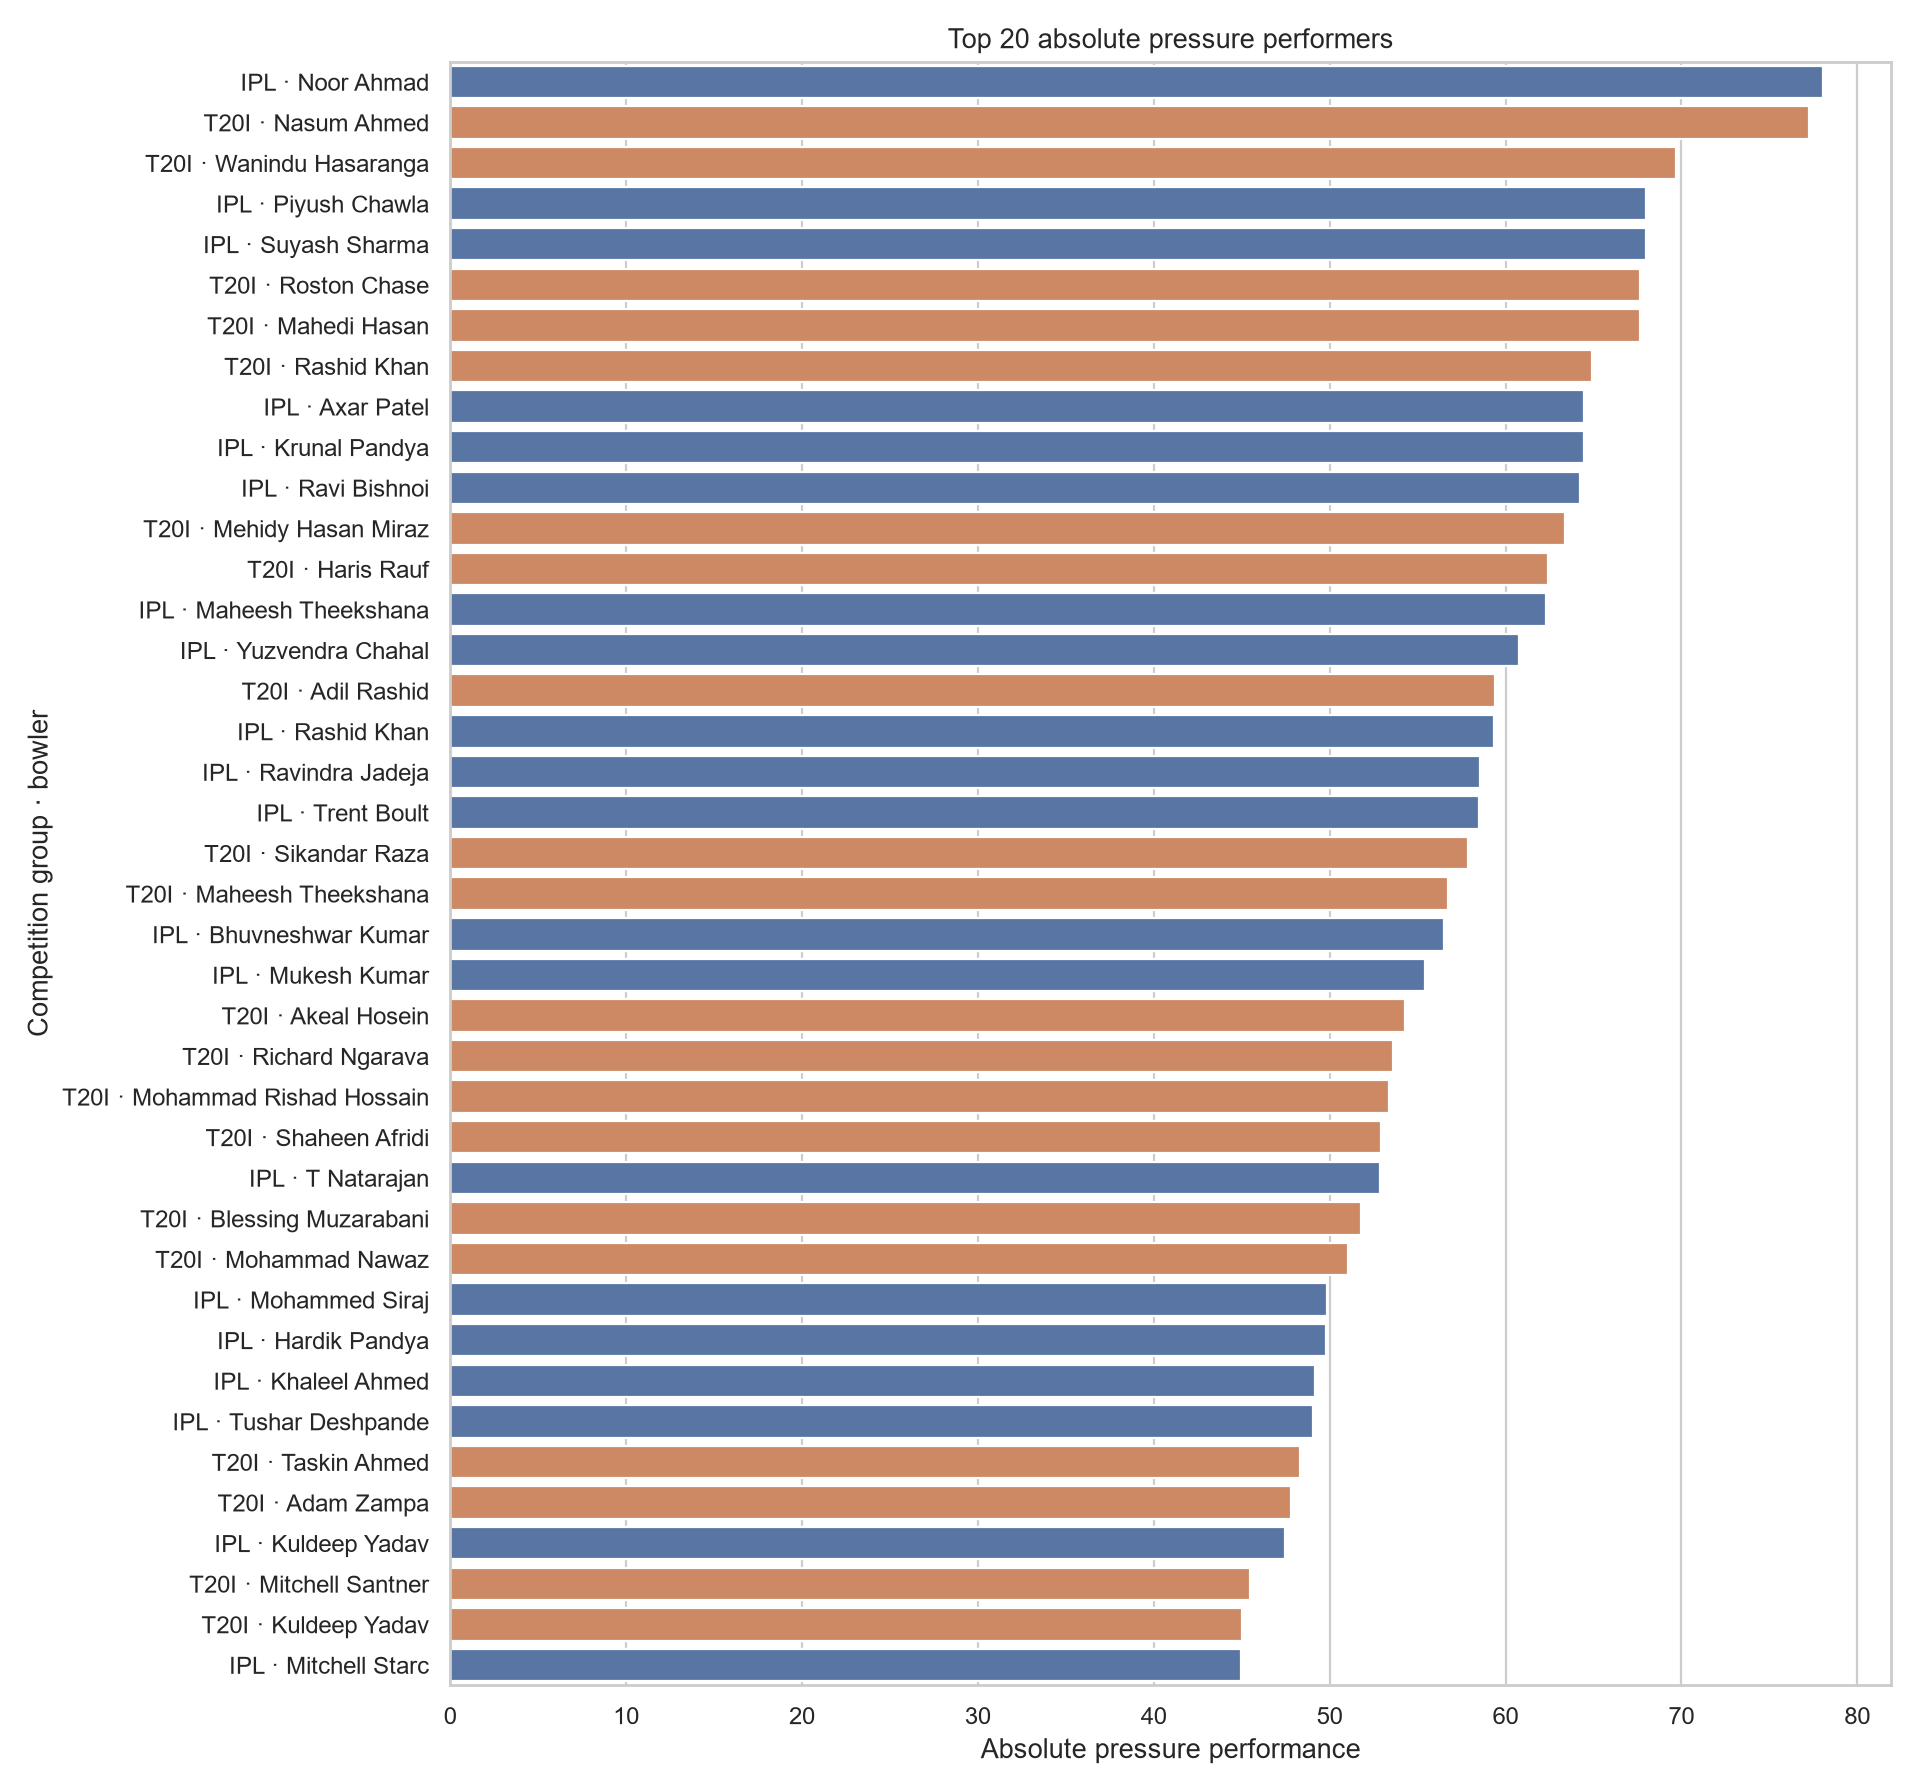 Top 20 absolute pressure performers
IPL · Noor Ahmad
T20I · Nasum Ahmed
T20I · Wanindu Hasaranga
IPL · Piyush Chawla
IPL · Suyash Sharma
T20I · Roston Chase
T20I · Mahedi Hasan
T20I · Rashid Khan
IPL · Axar Patel
IPL · Krunal Pandya
IPL · Ravi Bishnoi
T20I · Mehidy Hasan Miraz
T20I · Haris Rauf
IPL · Maheesh Theekshana
IPL · Yuzvendra Chahal
T20I · Adil Rashid
IPL · Rashid Khan
IPL · Ravindra Jadeja
IPL · Trent Boult
T20I · Sikandar Raza
T20I · Maheesh Theekshana
IPL · Bhuvneshwar Kumar
IPL · Mukesh Kumar
T20I · Akeal Hosein
T20I · Richard Ngarava
T20I · Mohammad Rishad Hossain
T20I · Shaheen Afridi
IPL · T Natarajan
T20I · Blessing Muzarabani
T20I · Mohammad Nawaz
IPL · Mohammed Siraj
IPL · Hardik Pandya
IPL · Khaleel Ahmed
IPL · Tushar Deshpande
T20I · Taskin Ahmed
T20I · Adam Zampa
IPL · Kuldeep Yadav
T20I · Mitchell Santner
T20I · Kuldeep Yadav
IPL · Mitchell Starc
Competition group · bowler
0 10 20 30 40 50 60 70 80
Absolute pressure performance